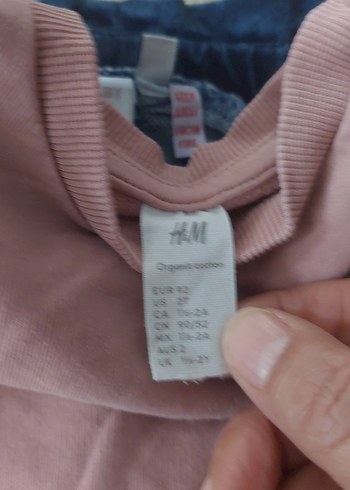 H&M
Organic cotton
EUR 92
US 2T
CA 1½-2A
CN 90/52
MX 1½-2A
AUS 2
UK 1½-2Y